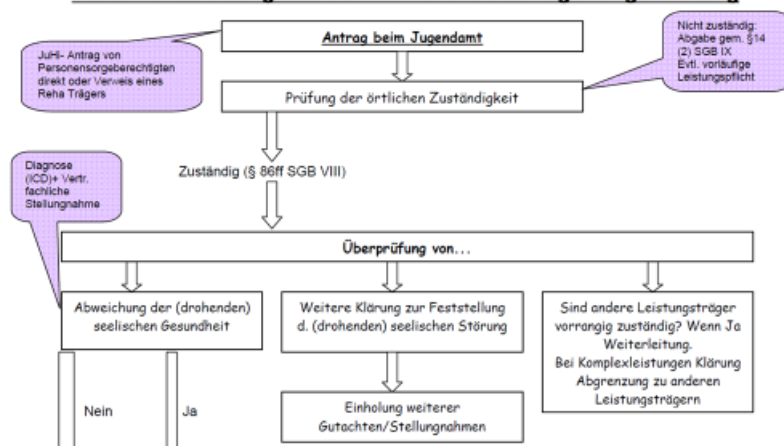 Antrag beim Jugendamt
JuHi- Antrag von
Personensorgeberechtigten
direkt oder Verweis eines
Reha Trägers
Nicht zuständig:
Abgabe gem. §14
(2) SGB IX
Evtl. vorläufige
Leistungspflicht
Prüfung der örtlichen Zuständigkeit
Zuständig (§ 86ff SGB VIII)
Diagnose
(ICD)+ Vertr.
fachliche
Stellungnahme
Überprüfung von...
Abweichung der (drohenden)
seelischen Gesundheit
Weitere Klärung zur Feststellung
d. (drohenden) seelischen Störung
Sind andere Leistungsträger
vorrangig zuständig? Wenn Ja
Weiterleitung.
Bei Komplexleistungen Klärung
Abgrenzung zu anderen
Leistungsträgern
Nein
Ja
Einholung weiterer
Gutachten/Stellungnahmen